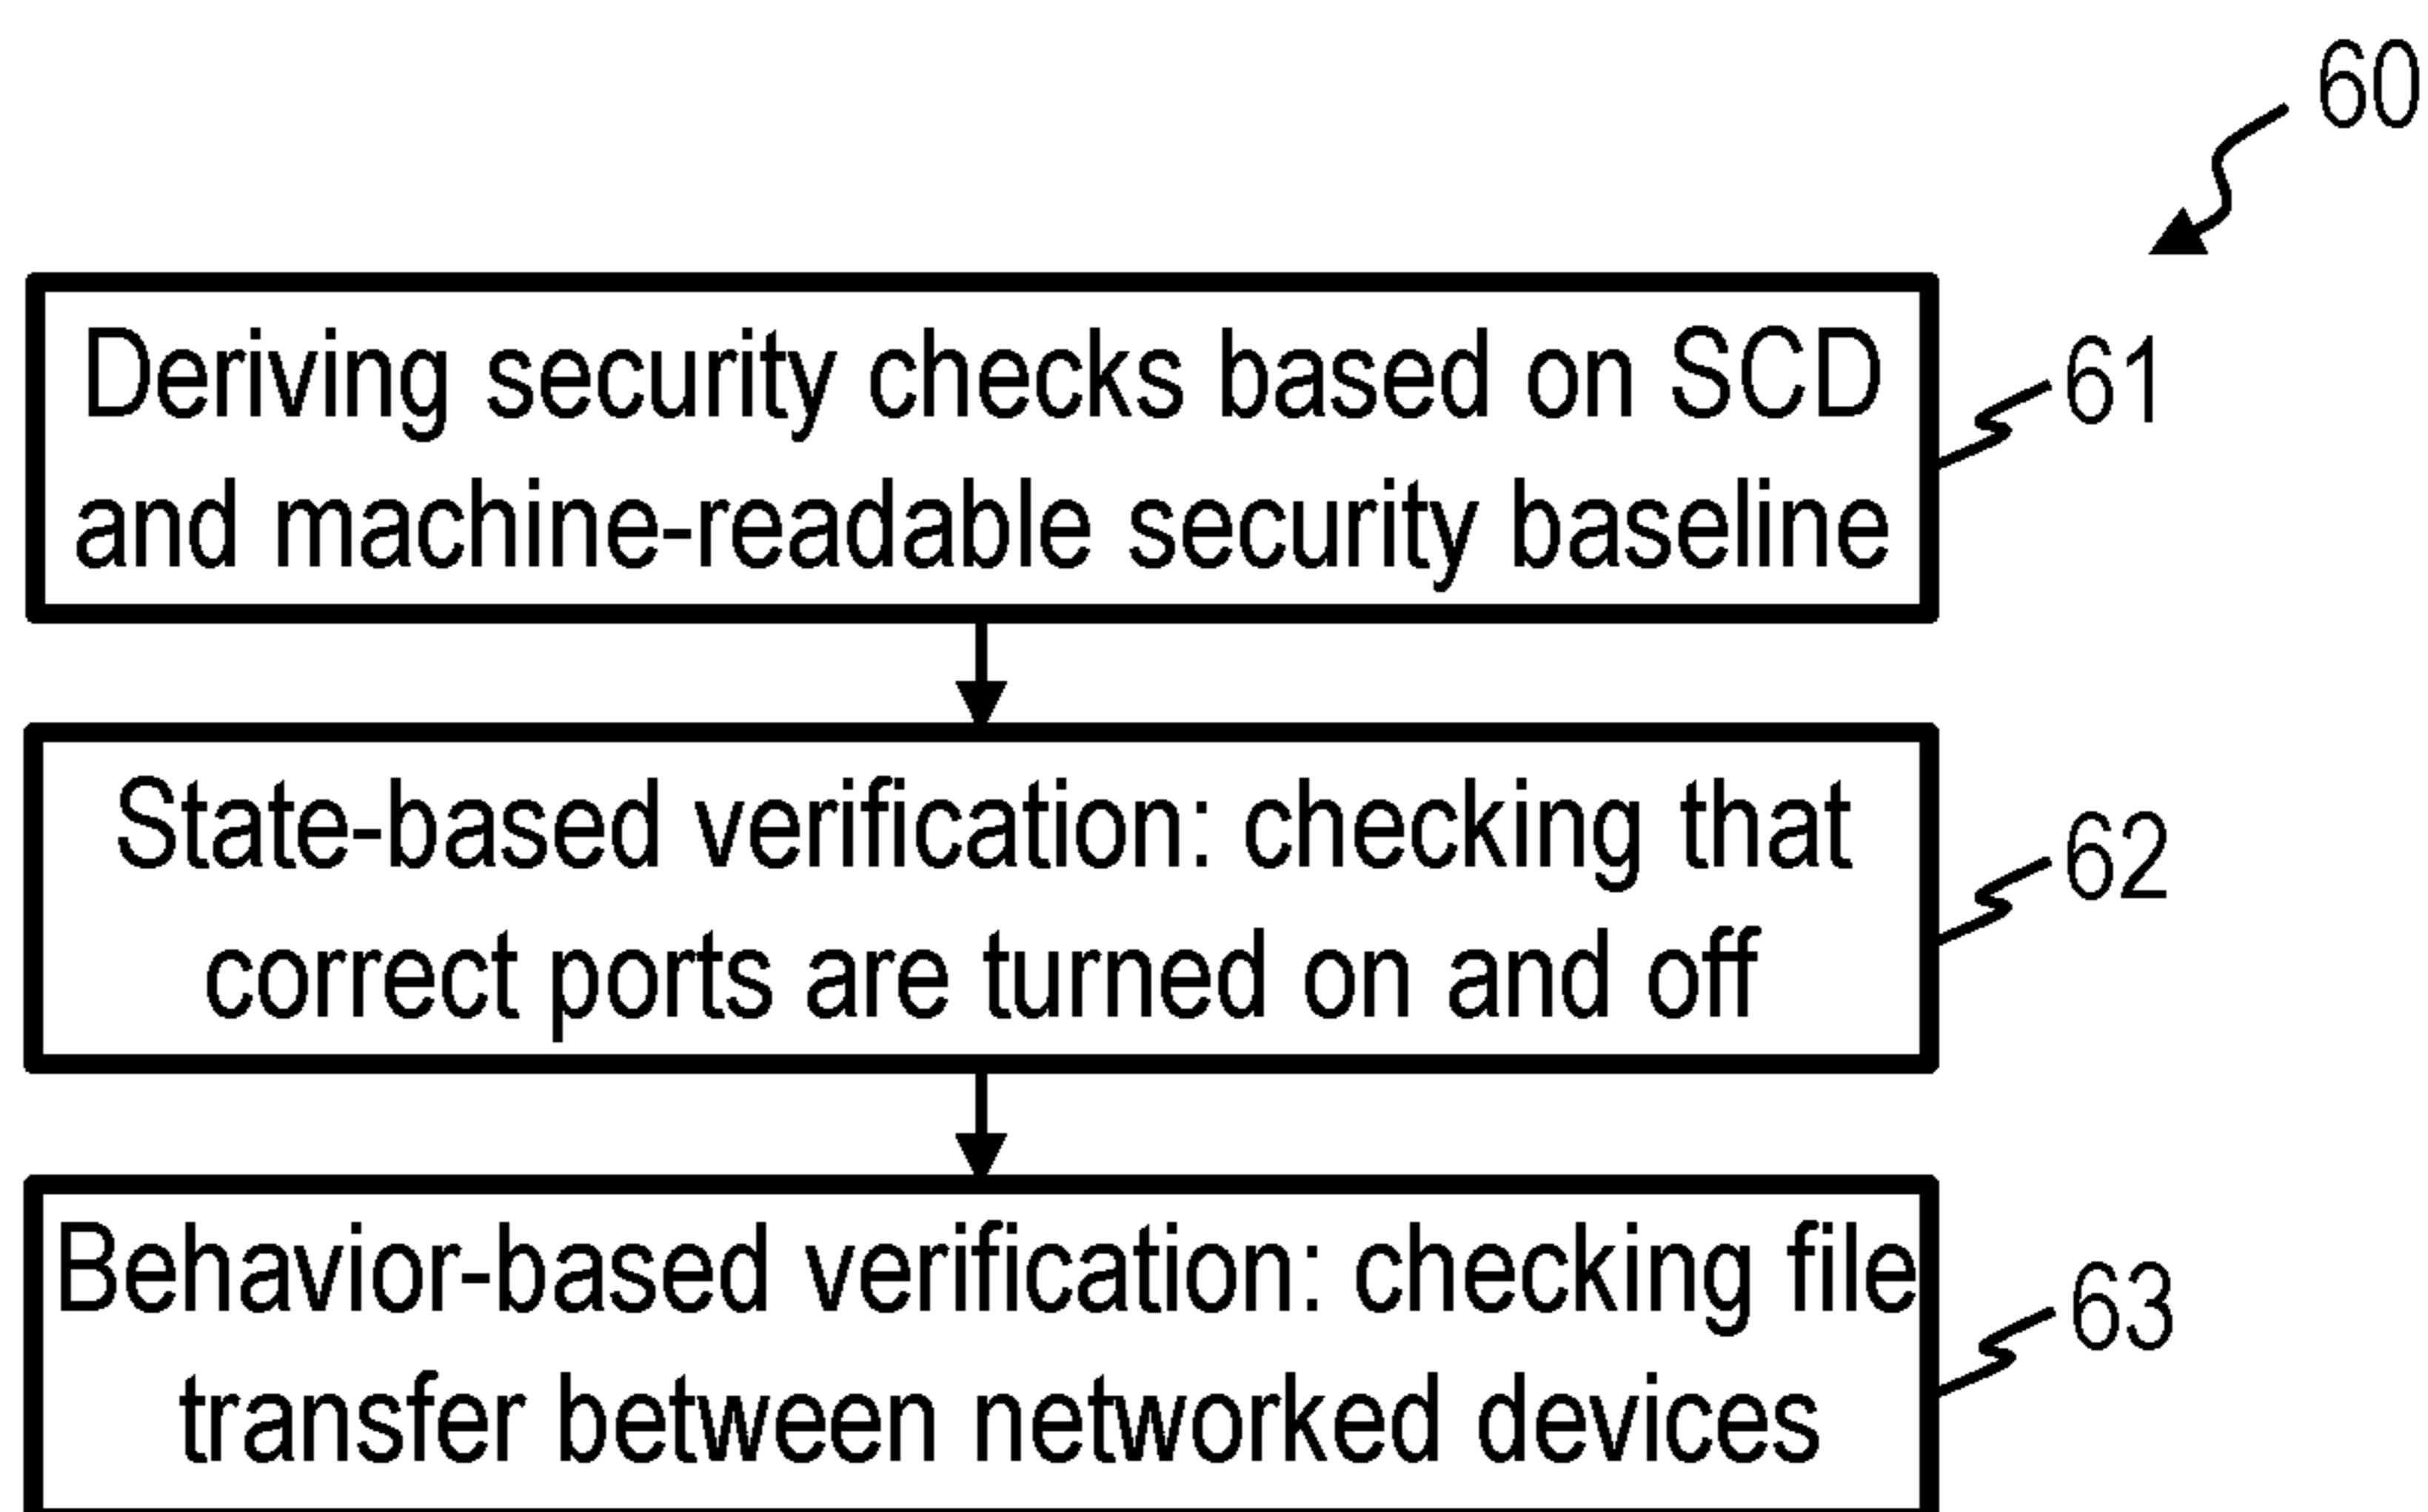 60
Deriving security checks based on SCD
and machine-readable security baseline
61
State-based verification: checking that
correct ports are turned on and off
62
Behavior-based verification: checking file
transfer between networked devices
63